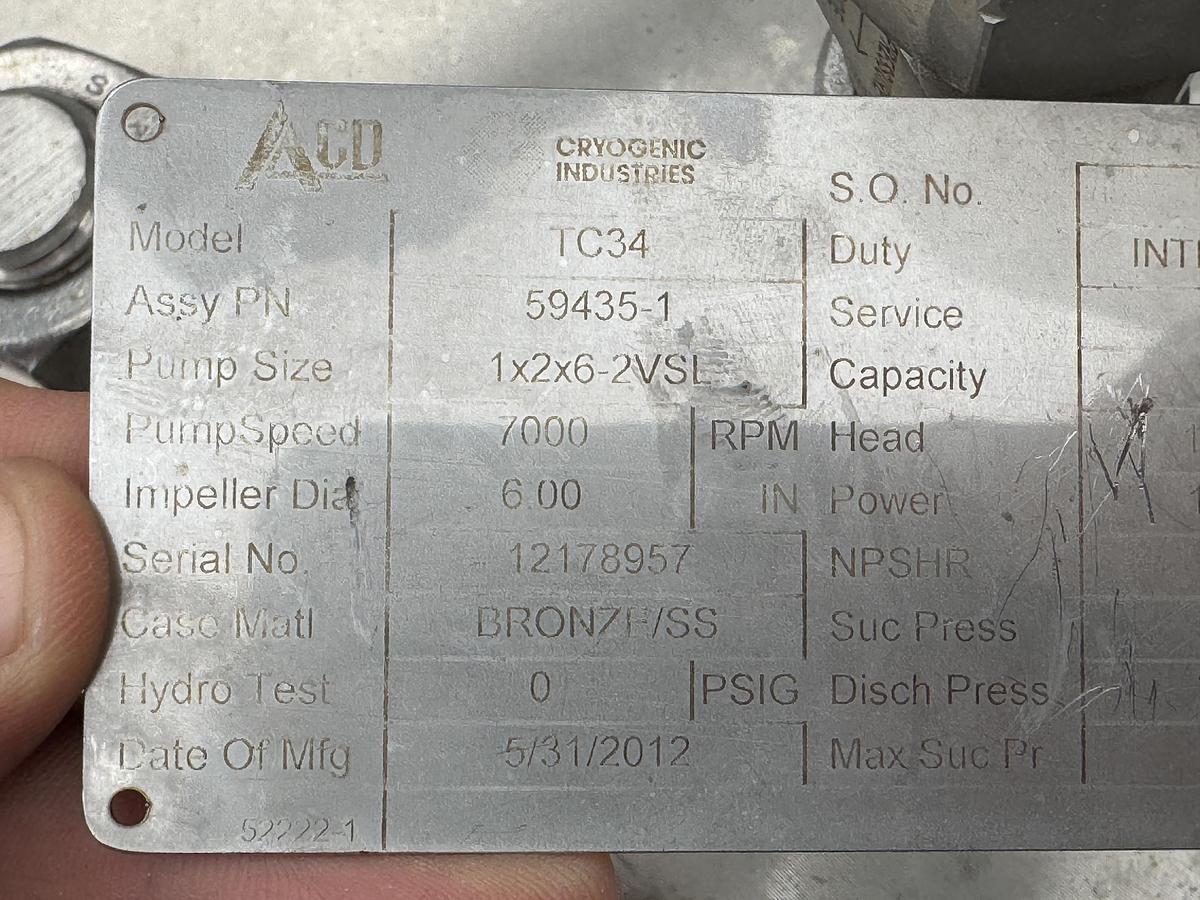 ACD
CRYOGENIC
INDUSTRIES
S.O. No.
Model TC34 Duty
Assy PN 59435-1 Service
Pump Size 1x2x6-2VSL Capacity
PumpSpeed 7000 RPM Head
Impeller Dia 6.00 IN Power
Serial No. 12178957 NPSHR
Case Matl BRONZE/SS Suc Press
Hydro Test 0 PSIG Disch Press
Date Of Mfg 5/31/2012 Max Suc Pr
52222-1